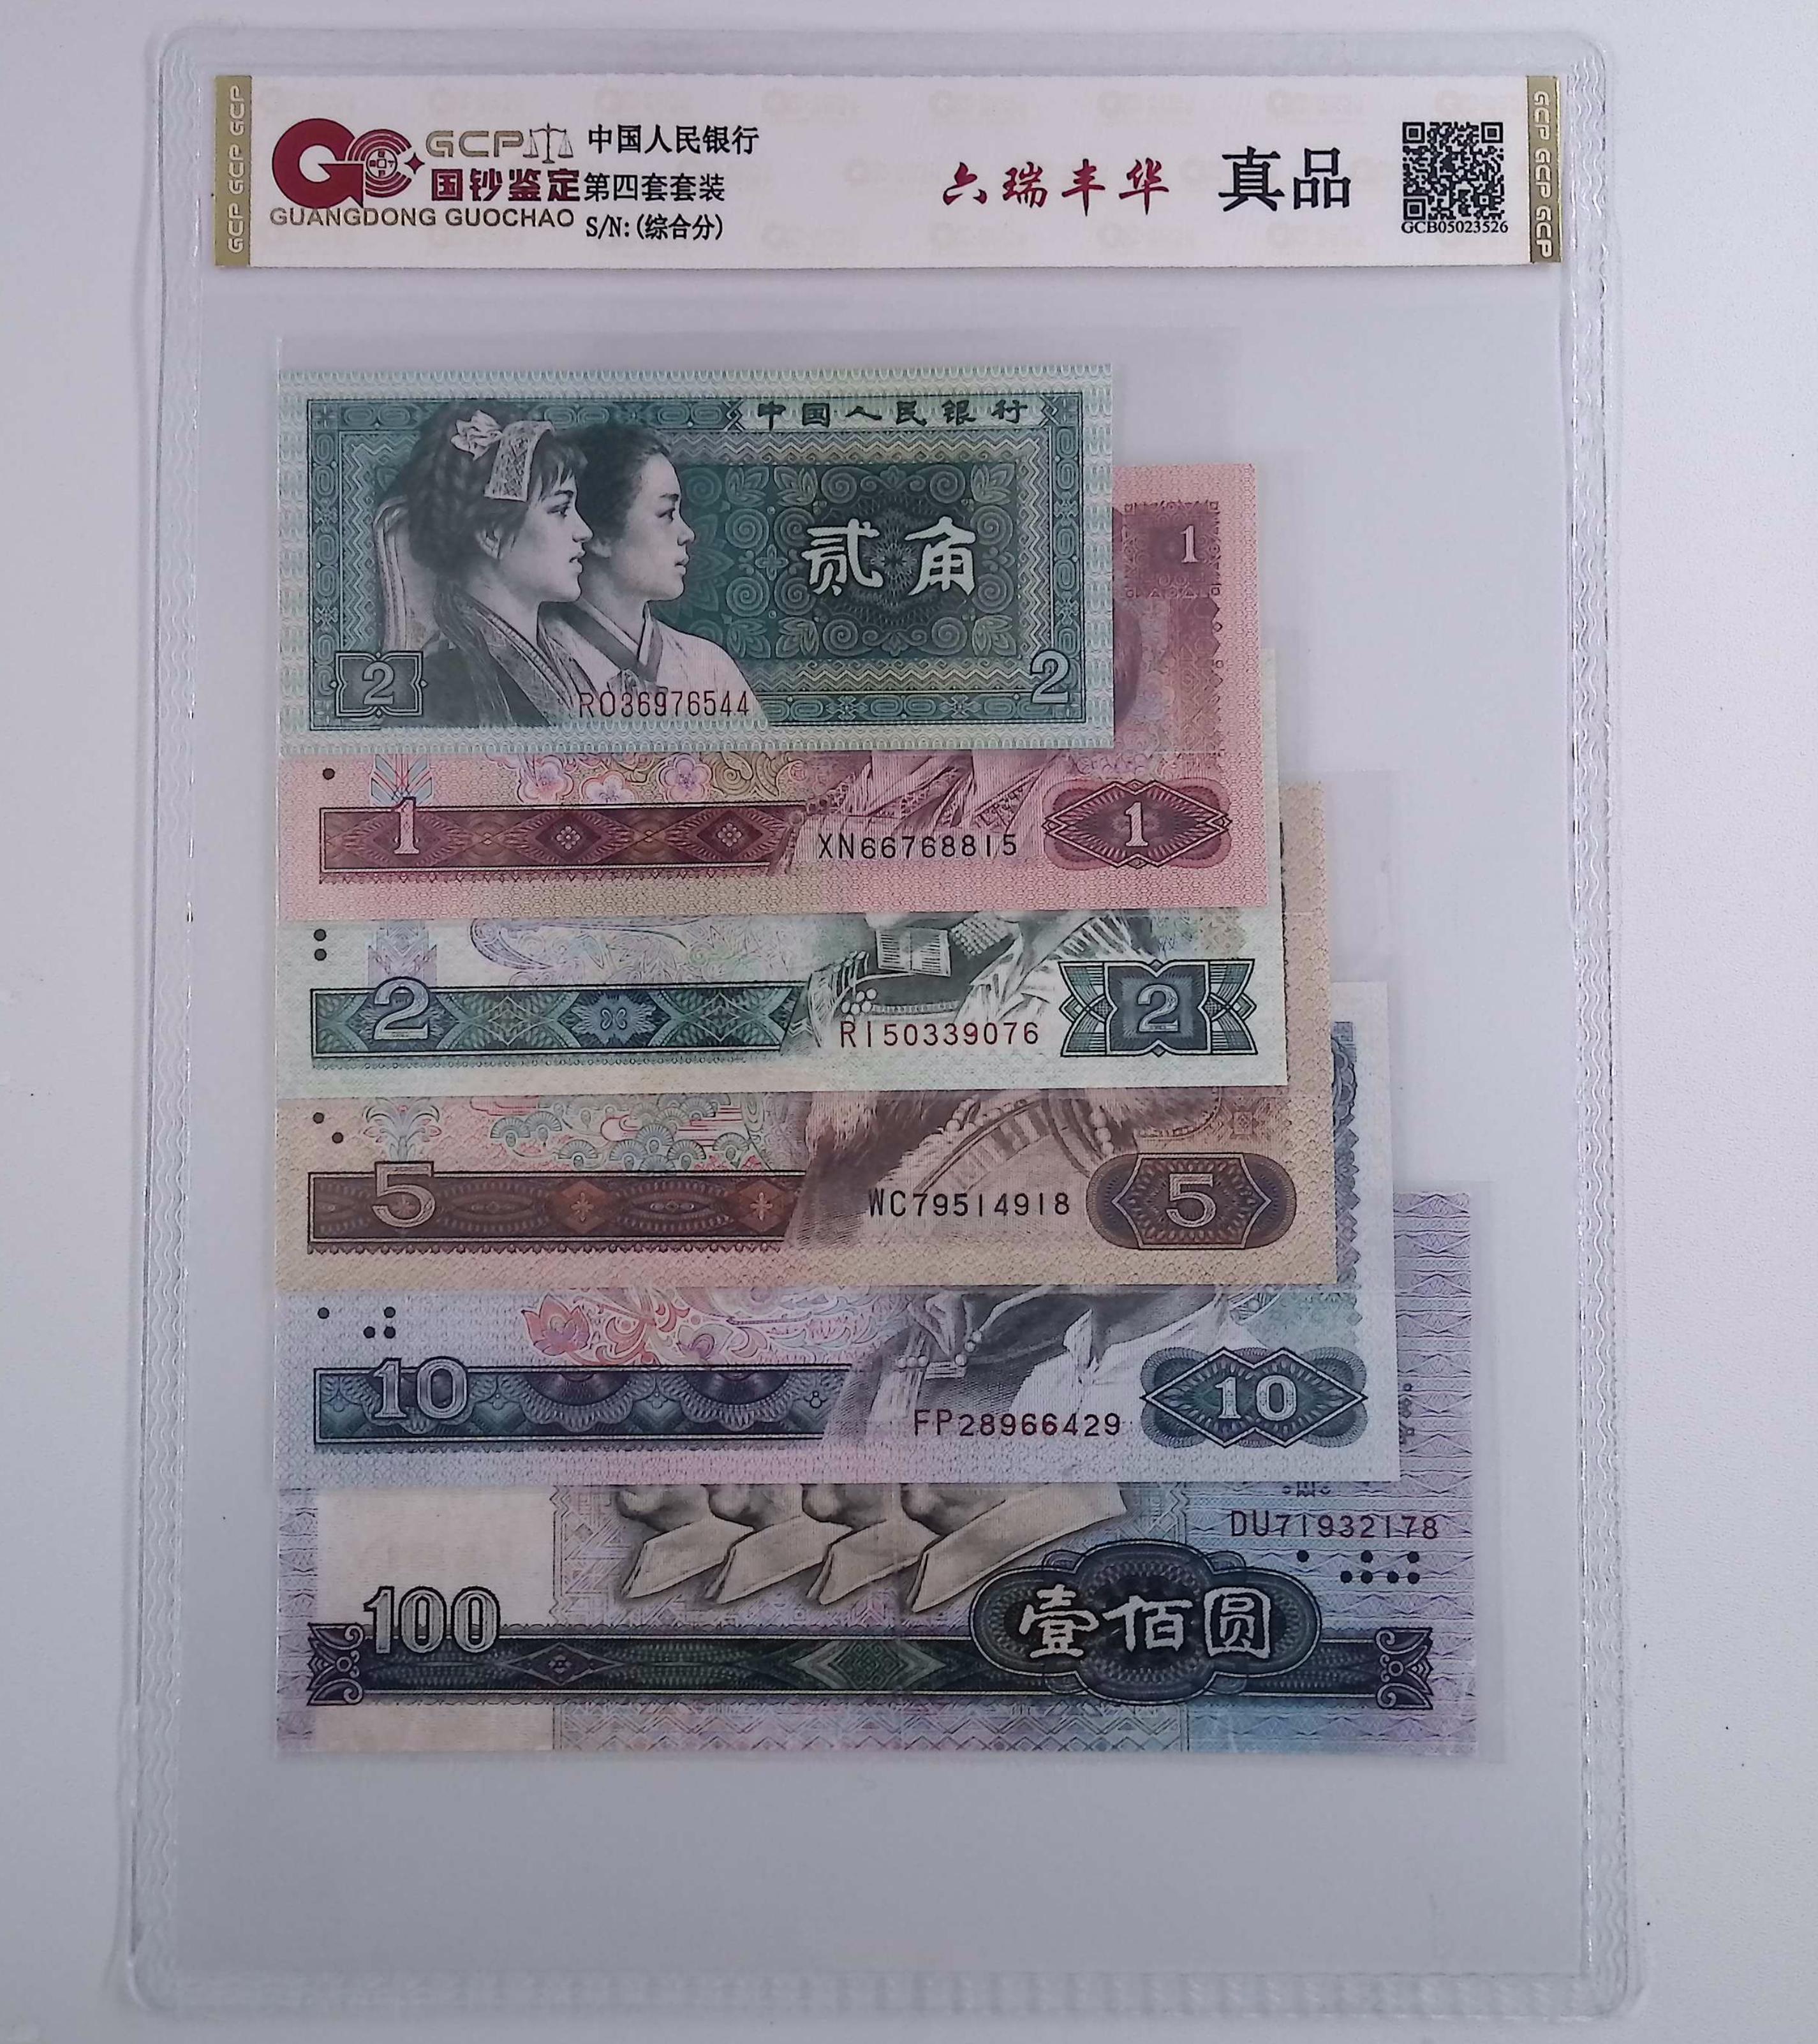 GCP GCP GCP
GCP
中国人民银行
国钞鉴定
第四套套装
GUANGDONG GUOCHAO
S/N:(综合分)
六瑞丰华
真品
GCB05023526
GCP GCP GCP
中国人民银行
贰角
2
RO36976544
2
1
1
XN66768815
1
2
RI50339076
2
5
WC79514918
5
10
FP28966429
10
DU71932178
100
壹佰圆